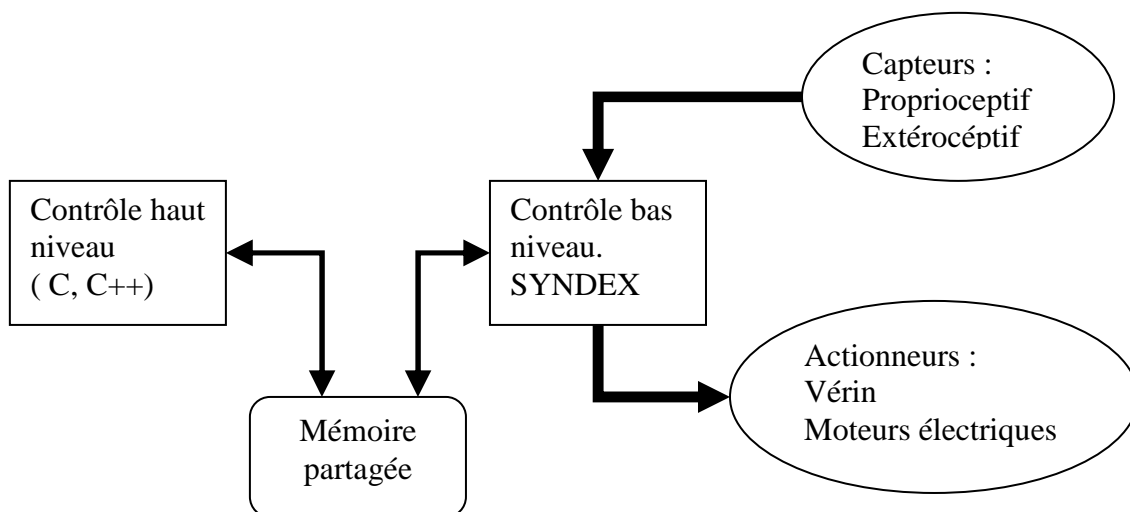 Capteurs :
Proprioceptif
Extérocéptif
Contrôle haut
niveau
( C, C++)
Contrôle bas
niveau.
SYNDEX
Actionneurs :
Vérin
Moteurs électriques
Mémoire
partagée